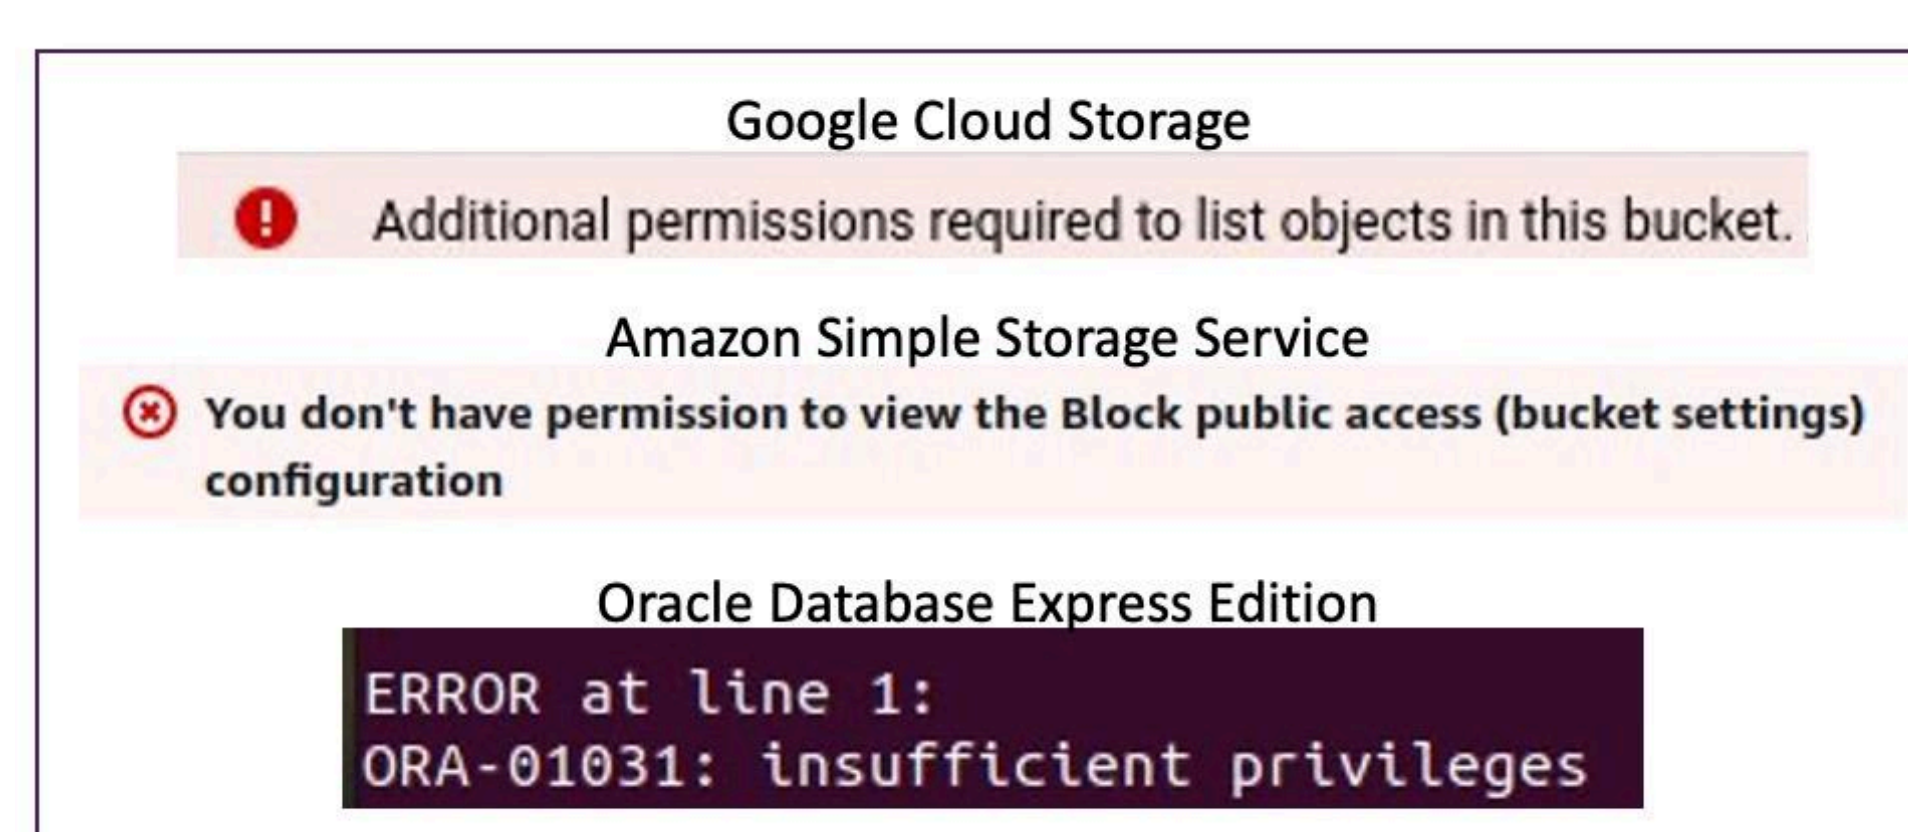 Google Cloud Storage
Additional permissions required to list objects in this bucket.
Amazon Simple Storage Service
You don't have permission to view the Block public access (bucket settings)
configuration
Oracle Database Express Edition
ERROR at line 1:
ORA-01031: insufficient privileges